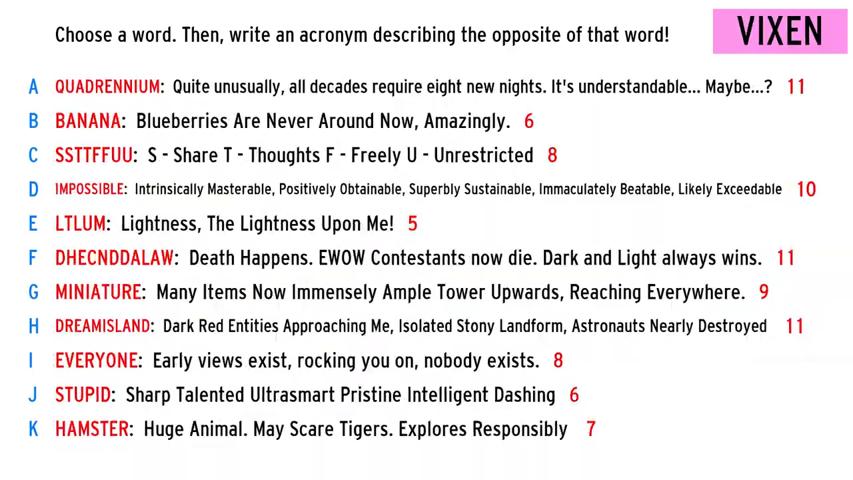 Choose a word. Then, write an acronym describing the opposite of that word!
VIXEN
A QUADRENNIUM: Quite unusually, all decades require eight new nights. It's understandable... Maybe...? 11
B BANANA: Blueberries Are Never Around Now, Amazingly. 6
C SSTTFFUU: S - Share T - Thoughts F - Freely U - Unrestricted 8
D IMPOSSIBLE: Intrinsically Masterable, Positively Obtainable, Superbly Sustainable, Immaculately Beatable, Likely Exceedable 10
E LTLUM: Lightness, The Lightness Upon Me! 5
F DHECNDDALAW: Death Happens. EWOW Contestants now die. Dark and Light always wins. 11
G MINIATURE: Many Items Now Immensely Ample Tower Upwards, Reaching Everywhere. 9
H DREAMISLAND: Dark Red Entities Approaching Me, Isolated Stony Landform, Astronauts Nearly Destroyed 11
I EVERYONE: Early views exist, rocking you on, nobody exists. 8
J STUPID: Sharp Talented Ultrasmart Pristine Intelligent Dashing 6
K HAMSTER: Huge Animal. May Scare Tigers. Explores Responsibly 7